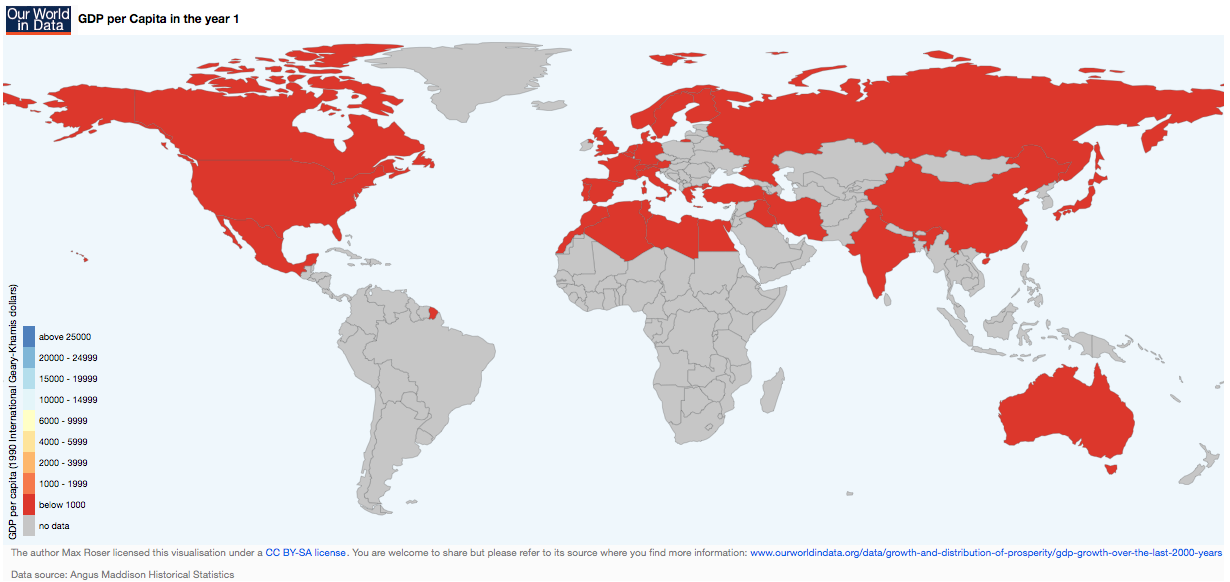 Our World
in Data
GDP per Capita in the year 1
GDP per capita (1990 International Geary-Khamis dollars)
above 25000
20000 - 24999
15000 - 19999
10000 - 14999
6000 - 9999
4000 - 5999
2000 - 3999
1000 - 1999
below 1000
no data
The author Max Roser licensed this visualisation under a CC BY-SA license. You are welcome to share but please refer to its source where you find more information: www.ourworldindata.org/data/growth-and-distribution-of-prosperity/gdp-growth-over-the-last-2000-years
Data source: Angus Maddison Historical Statistics